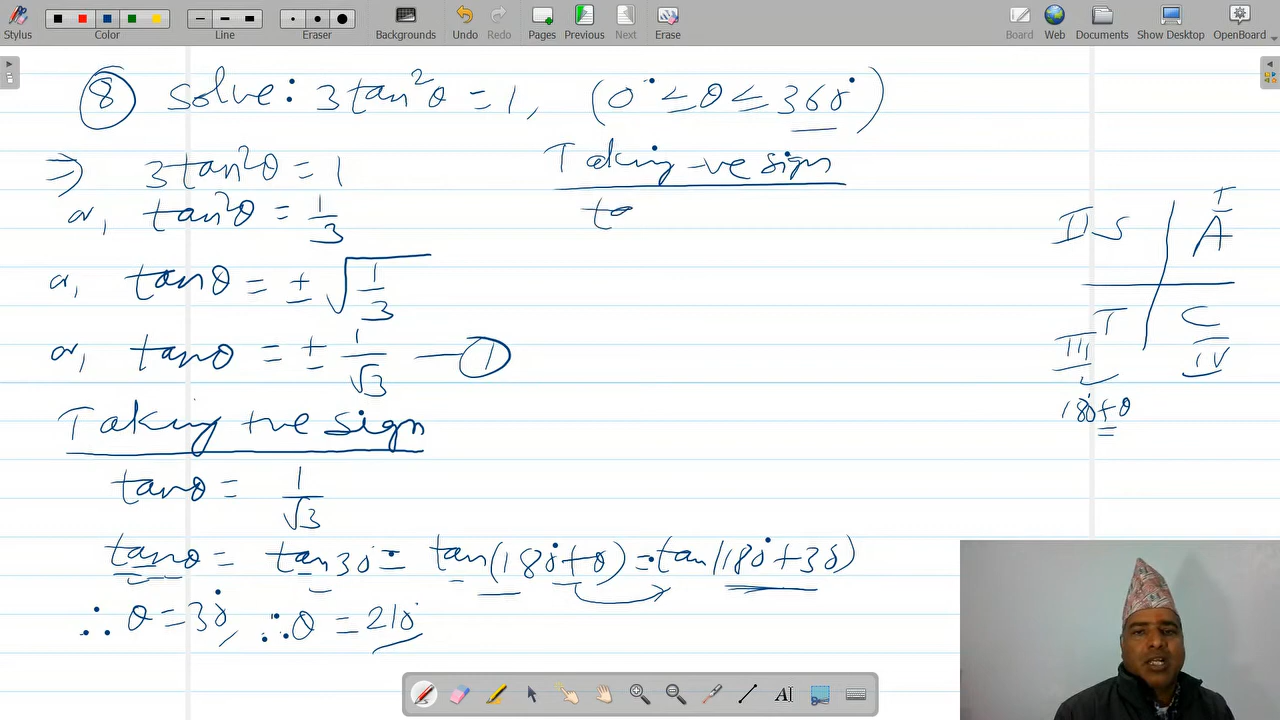 Stylus
Color
Line
Eraser
Backgrounds
Undo
Redo
Pages
Previous
Next
Erase
Board
Web
Documents
Show Desktop
OpenBoard
⑧ Solve: 3tan²θ = 1, (0° ≤ θ ≤ 360°)
⇒ 3tan²θ = 1
or, tan²θ = 1/3
or, tanθ = ± √(1/3)
or, tanθ = ± 1/√3 — ①
Taking +ve sign
tanθ = 1/√3
tanθ = tan30° = tan(180°+θ) = tan(180°+30°)
∴ θ = 30°, ∴ θ = 210°
Taking -ve sign
ta
II S | I A
III T | C IV
180°+θ